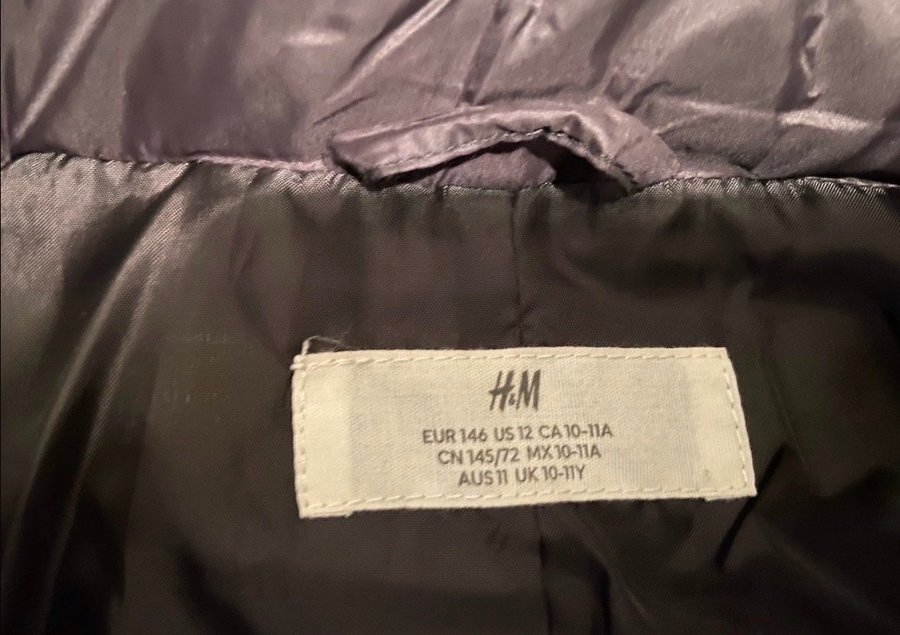 H&M
EUR 146 US 12 CA 10-11A
CN 145/72 MX 10-11A
AUS 11 UK 10-11Y